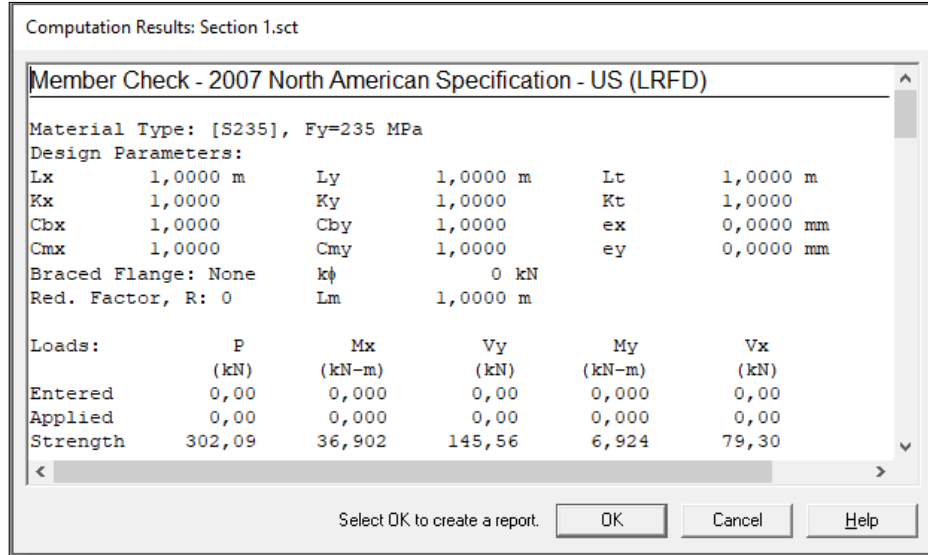 Computation Results: Section 1.sct
Member Check - 2007 North American Specification - US (LRFD)
Material Type: [S235], Fy=235 MPa
Design Parameters:
Lx 1,0000 m Ly 1,0000 m Lt 1,0000 m
Kx 1,0000 Ky 1,0000 Kt 1,0000
Cbx 1,0000 Cby 1,0000 ex 0,0000 mm
Cmx 1,0000 Cmy 1,0000 ey 0,0000 mm
Braced Flange: None kϕ 0 kN
Red. Factor, R: 0 Lm 1,0000 m
Loads: P Mx Vy My Vx
(kN) (kN-m) (kN) (kN-m) (kN)
Entered 0,00 0,000 0,00 0,000 0,00
Applied 0,00 0,000 0,00 0,000 0,00
Strength 302,09 36,902 145,56 6,924 79,30
Select OK to create a report. OK Cancel Help